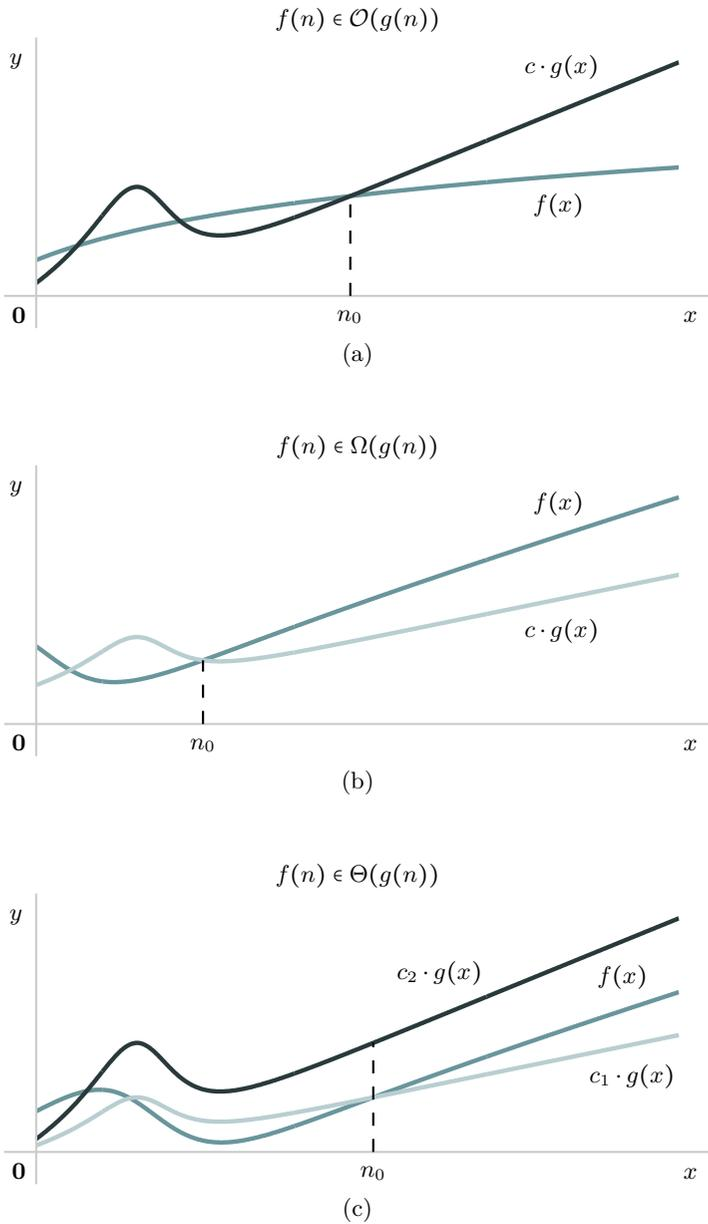 f(n) ∈ 𝒪(g(n))
y
c · g(x)
f(x)
0 n₀ x
(a)
f(n) ∈ Ω(g(n))
y
f(x)
c · g(x)
0 n₀ x
(b)
f(n) ∈ Θ(g(n))
y
c₂ · g(x)
f(x)
c₁ · g(x)
0 n₀ x
(c)